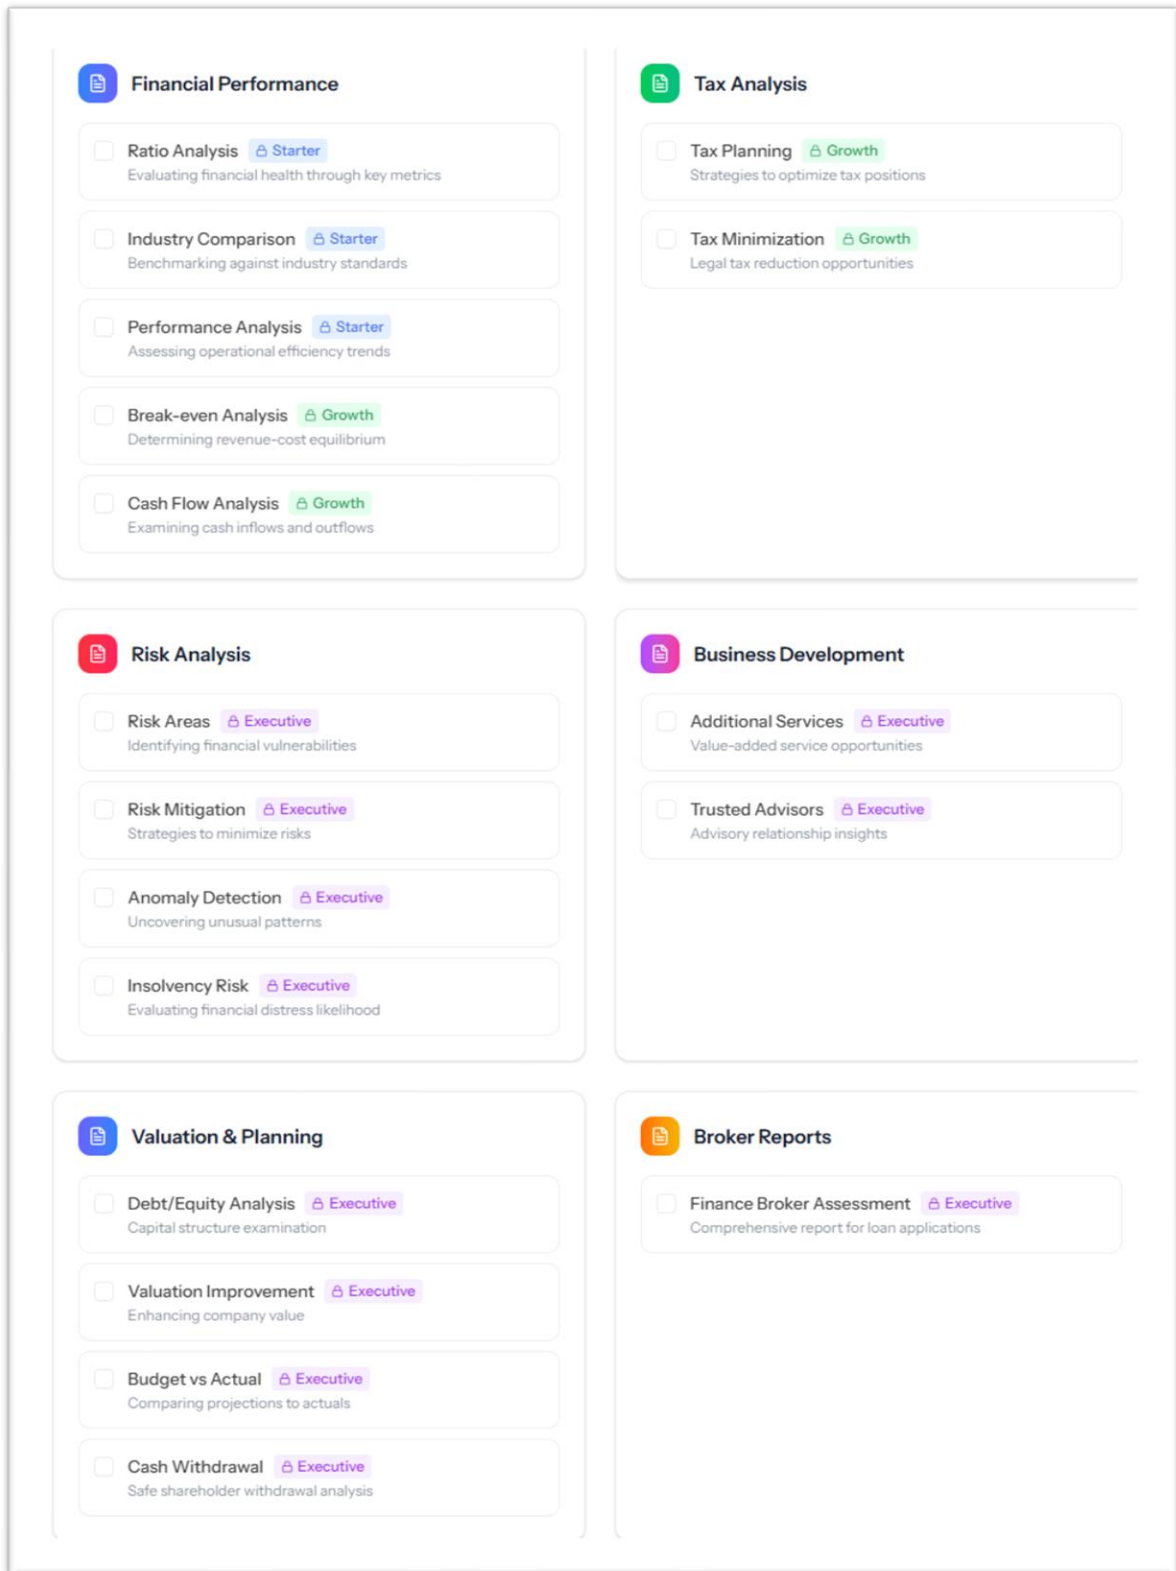 Financial Performance
Ratio Analysis Starter
Evaluating financial health through key metrics
Industry Comparison Starter
Benchmarking against industry standards
Performance Analysis Starter
Assessing operational efficiency trends
Break-even Analysis Growth
Determining revenue-cost equilibrium
Cash Flow Analysis Growth
Examining cash inflows and outflows
Tax Analysis
Tax Planning Growth
Strategies to optimize tax positions
Tax Minimization Growth
Legal tax reduction opportunities
Risk Analysis
Risk Areas Executive
Identifying financial vulnerabilities
Risk Mitigation Executive
Strategies to minimize risks
Anomaly Detection Executive
Uncovering unusual patterns
Insolvency Risk Executive
Evaluating financial distress likelihood
Business Development
Additional Services Executive
Value-added service opportunities
Trusted Advisors Executive
Advisory relationship insights
Valuation & Planning
Debt/Equity Analysis Executive
Capital structure examination
Valuation Improvement Executive
Enhancing company value
Budget vs Actual Executive
Comparing projections to actuals
Cash Withdrawal Executive
Safe shareholder withdrawal analysis
Broker Reports
Finance Broker Assessment Executive
Comprehensive report for loan applications